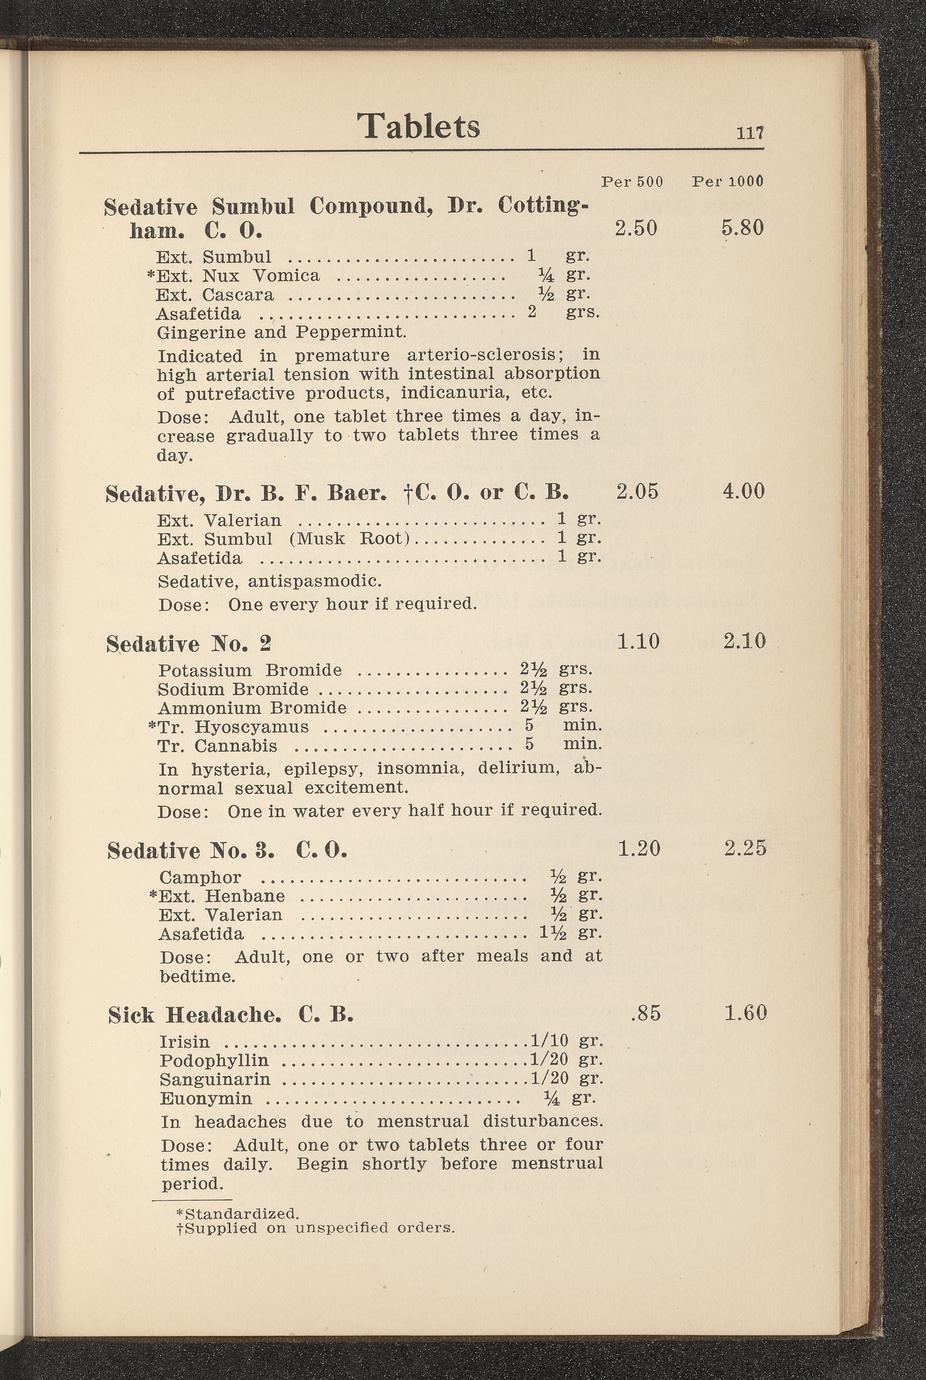 Tablets 117
Per 500 Per 1000
Sedative Sumbul Compound, Dr. Cotting-
ham. C. O. 2.50 5.80
Ext. Sumbul ........................ 1 gr.
*Ext. Nux Vomica .................. ¼ gr.
Ext. Cascara ........................ ½ gr.
Asafetida ........................... 2 grs.
Gingerine and Peppermint.
Indicated in premature arterio-sclerosis; in
high arterial tension with intestinal absorption
of putrefactive products, indicanuria, etc.
Dose: Adult, one tablet three times a day, in-
crease gradually to two tablets three times a
day.
Sedative, Dr. B. F. Baer. †C. O. or C. B. 2.05 4.00
Ext. Valerian .......................... 1 gr.
Ext. Sumbul (Musk Root).............. 1 gr.
Asafetida .............................. 1 gr.
Sedative, antispasmodic.
Dose: One every hour if required.
Sedative No. 2 1.10 2.10
Potassium Bromide ................ 2½ grs.
Sodium Bromide .................... 2½ grs.
Ammonium Bromide ................ 2½ grs.
*Tr. Hyoscyamus .................... 5 min.
Tr. Cannabis ....................... 5 min.
In hysteria, epilepsy, insomnia, delirium, ab-
normal sexual excitement.
Dose: One in water every half hour if required.
Sedative No. 3. C. O. 1.20 2.25
Camphor ............................ ½ gr.
*Ext. Henbane ........................ ½ gr.
Ext. Valerian ........................ ½ gr.
Asafetida ............................ 1½ gr.
Dose: Adult, one or two after meals and at
bedtime.
Sick Headache. C. B. .85 1.60
Irisin ................................1/10 gr.
Podophyllin ..........................1/20 gr.
Sanguinarin ..........................1/20 gr.
Euonymin ........................... ¼ gr.
In headaches due to menstrual disturbances.
Dose: Adult, one or two tablets three or four
times daily. Begin shortly before menstrual
period.
*Standardized.
†Supplied on unspecified orders.